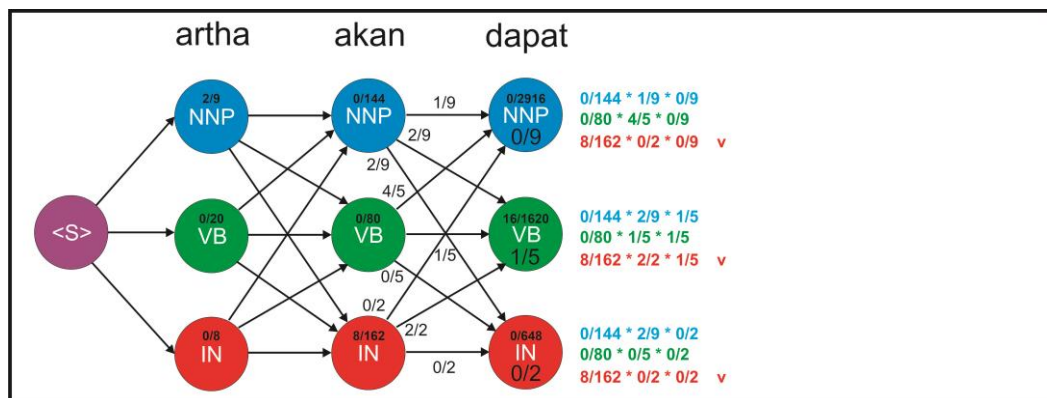 artha akan dapat
2/9 0/144 1/9 0/2916 0/144 * 1/9 * 0/9
NNP NNP NNP 0/80 * 4/5 * 0/9
2/9 0/9 8/162 * 0/2 * 0/9 v
2/9
4/5
0/20 0/80 16/1620 0/144 * 2/9 * 1/5
<S> VB VB VB 0/80 * 1/5 * 1/5
1/5 1/5 8/162 * 2/2 * 1/5 v
0/5
0/2
0/8 8/162 2/2 0/648 0/144 * 2/9 * 0/2
IN IN IN 0/80 * 0/5 * 0/2
0/2 0/2 8/162 * 0/2 * 0/2 v